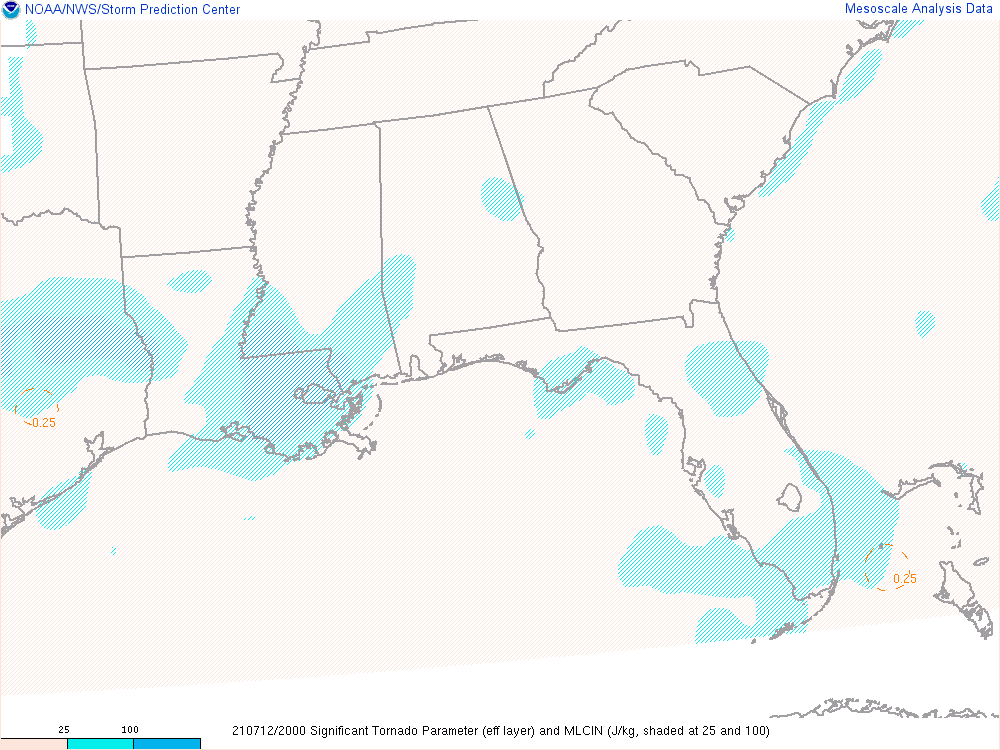 NOAA/NWS/Storm Prediction Center
Mesoscale Analysis Data
0.25
0.25
25 100
210712/2000 Significant Tornado Parameter (eff layer) and MLCIN (J/kg, shaded at 25 and 100)